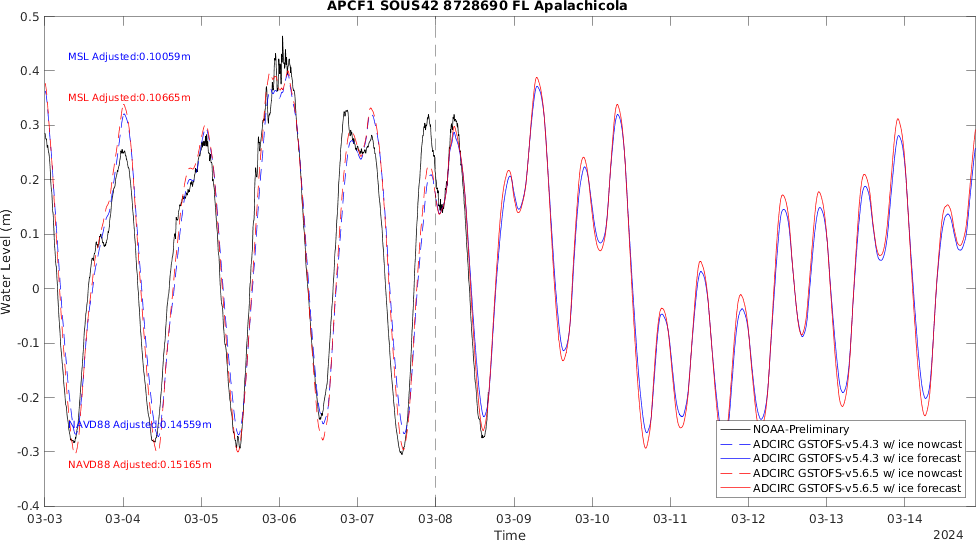 APCF1 SOUS42 8728690 FL Apalachicola
0.5
0.4
0.3
0.2
0.1
0
-0.1
-0.2
-0.3
-0.4
Water Level (m)
MSL Adjusted:0.10059m
MSL Adjusted:0.10665m
NAVD88 Adjusted:0.14559m
NAVD88 Adjusted:0.15165m
NOAA-Preliminary
ADCIRC GSTOFS-v5.4.3 w/ ice nowcast
ADCIRC GSTOFS-v5.4.3 w/ ice forecast
ADCIRC GSTOFS-v5.6.5 w/ ice nowcast
ADCIRC GSTOFS-v5.6.5 w/ ice forecast
03-03 03-04 03-05 03-06 03-07 03-08 03-09 03-10 03-11 03-12 03-13 03-14
Time
2024